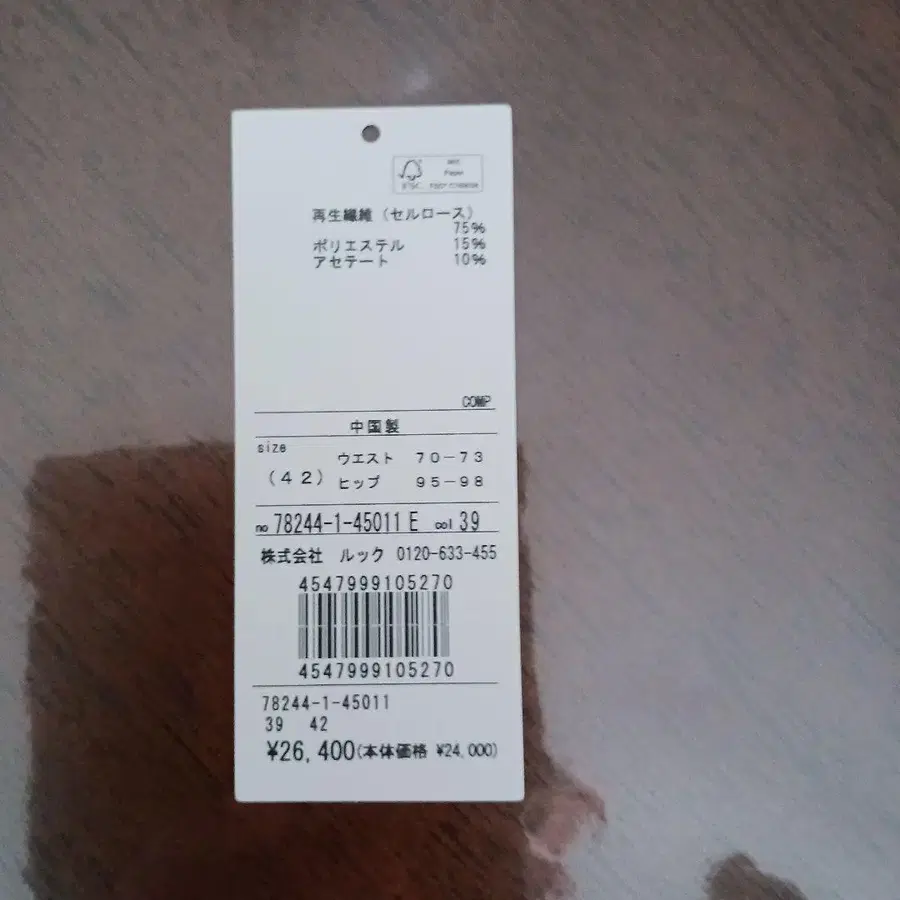 FSC
MIX
Paper
再生繊維（セルロース）
75%
ポリエステル 15%
アセテート 10%
COMP
中国製
size
(42)
ウエスト 70-73
ヒップ 95-98
no 78244-1-45011 E col 39
株式会社 ルック 0120-633-455
4547999105270
4547999105270
78244-1-45011
39 42
¥26,400(本体価格 ¥24,000)